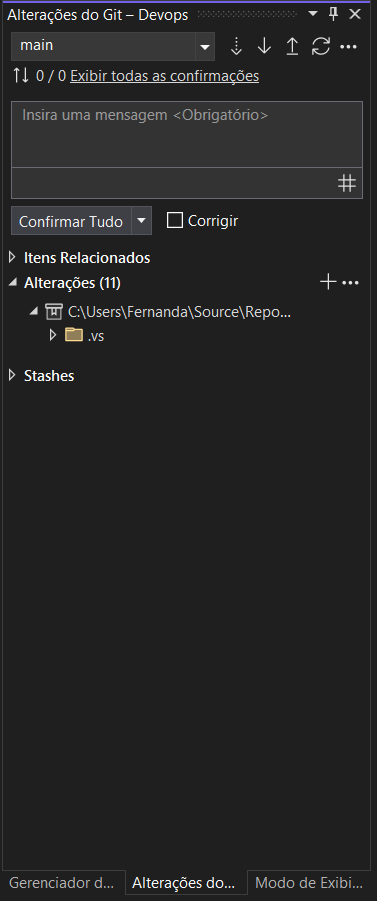 Alterações do Git – Devops
main
0 / 0 Exibir todas as confirmações
Insira uma mensagem <Obrigatório>
Confirmar Tudo
Corrigir
Itens Relacionados
Alterações (11)
C:\Users\Fernanda\Source\Repo...
.vs
Stashes
Gerenciador d... Alterações do... Modo de Exibi...